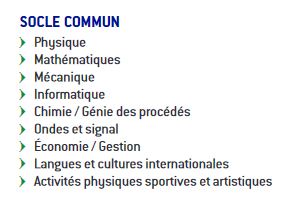 SOCLE COMMUN
Physique
Mathématiques
Mécanique
Informatique
Chimie / Génie des procédés
Ondes et signal
Économie / Gestion
Langues et cultures internationales
Activités physiques sportives et artistiques